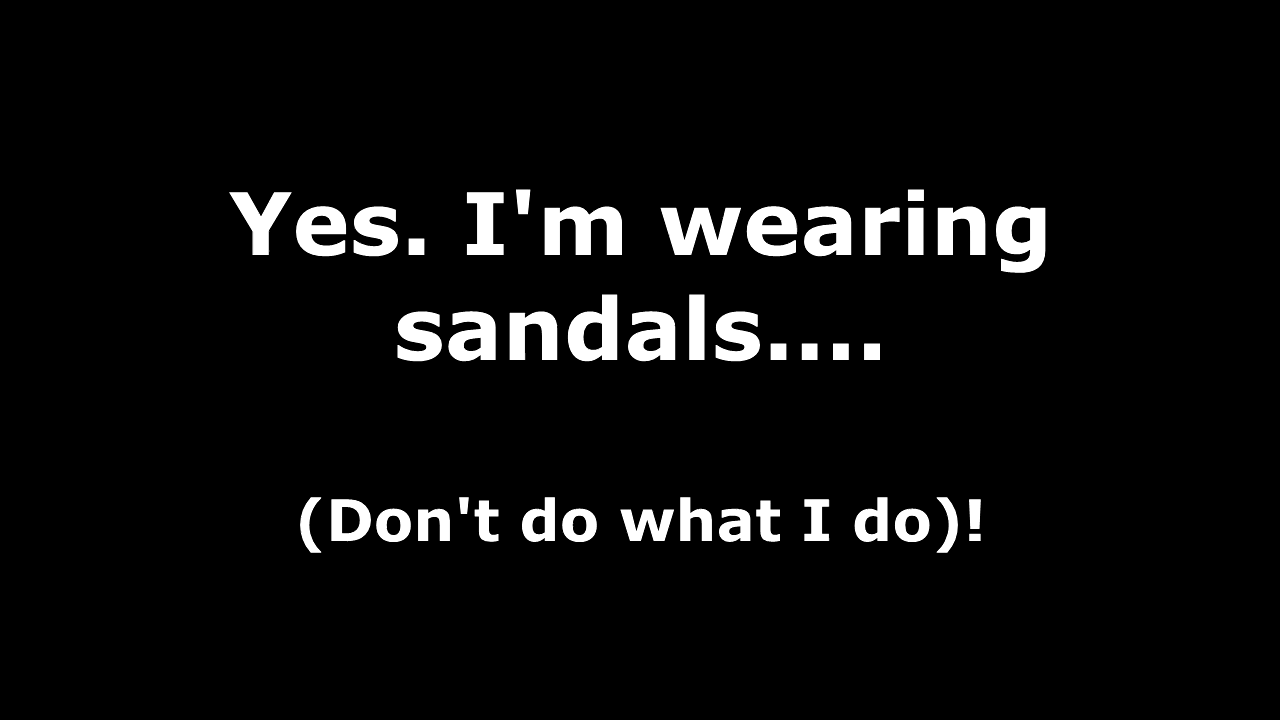 Yes. I'm wearing
sandals....
(Don't do what I do)!